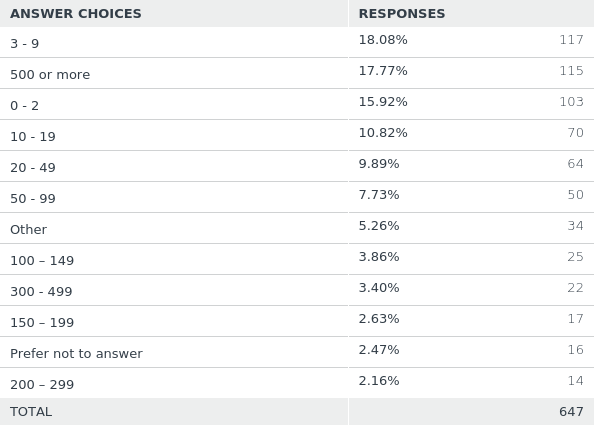 ANSWER CHOICES RESPONSES
3 - 9 18.08% 117
500 or more 17.77% 115
0 - 2 15.92% 103
10 - 19 10.82% 70
20 - 49 9.89% 64
50 - 99 7.73% 50
Other 5.26% 34
100 – 149 3.86% 25
300 - 499 3.40% 22
150 – 199 2.63% 17
Prefer not to answer 2.47% 16
200 – 299 2.16% 14
TOTAL 647